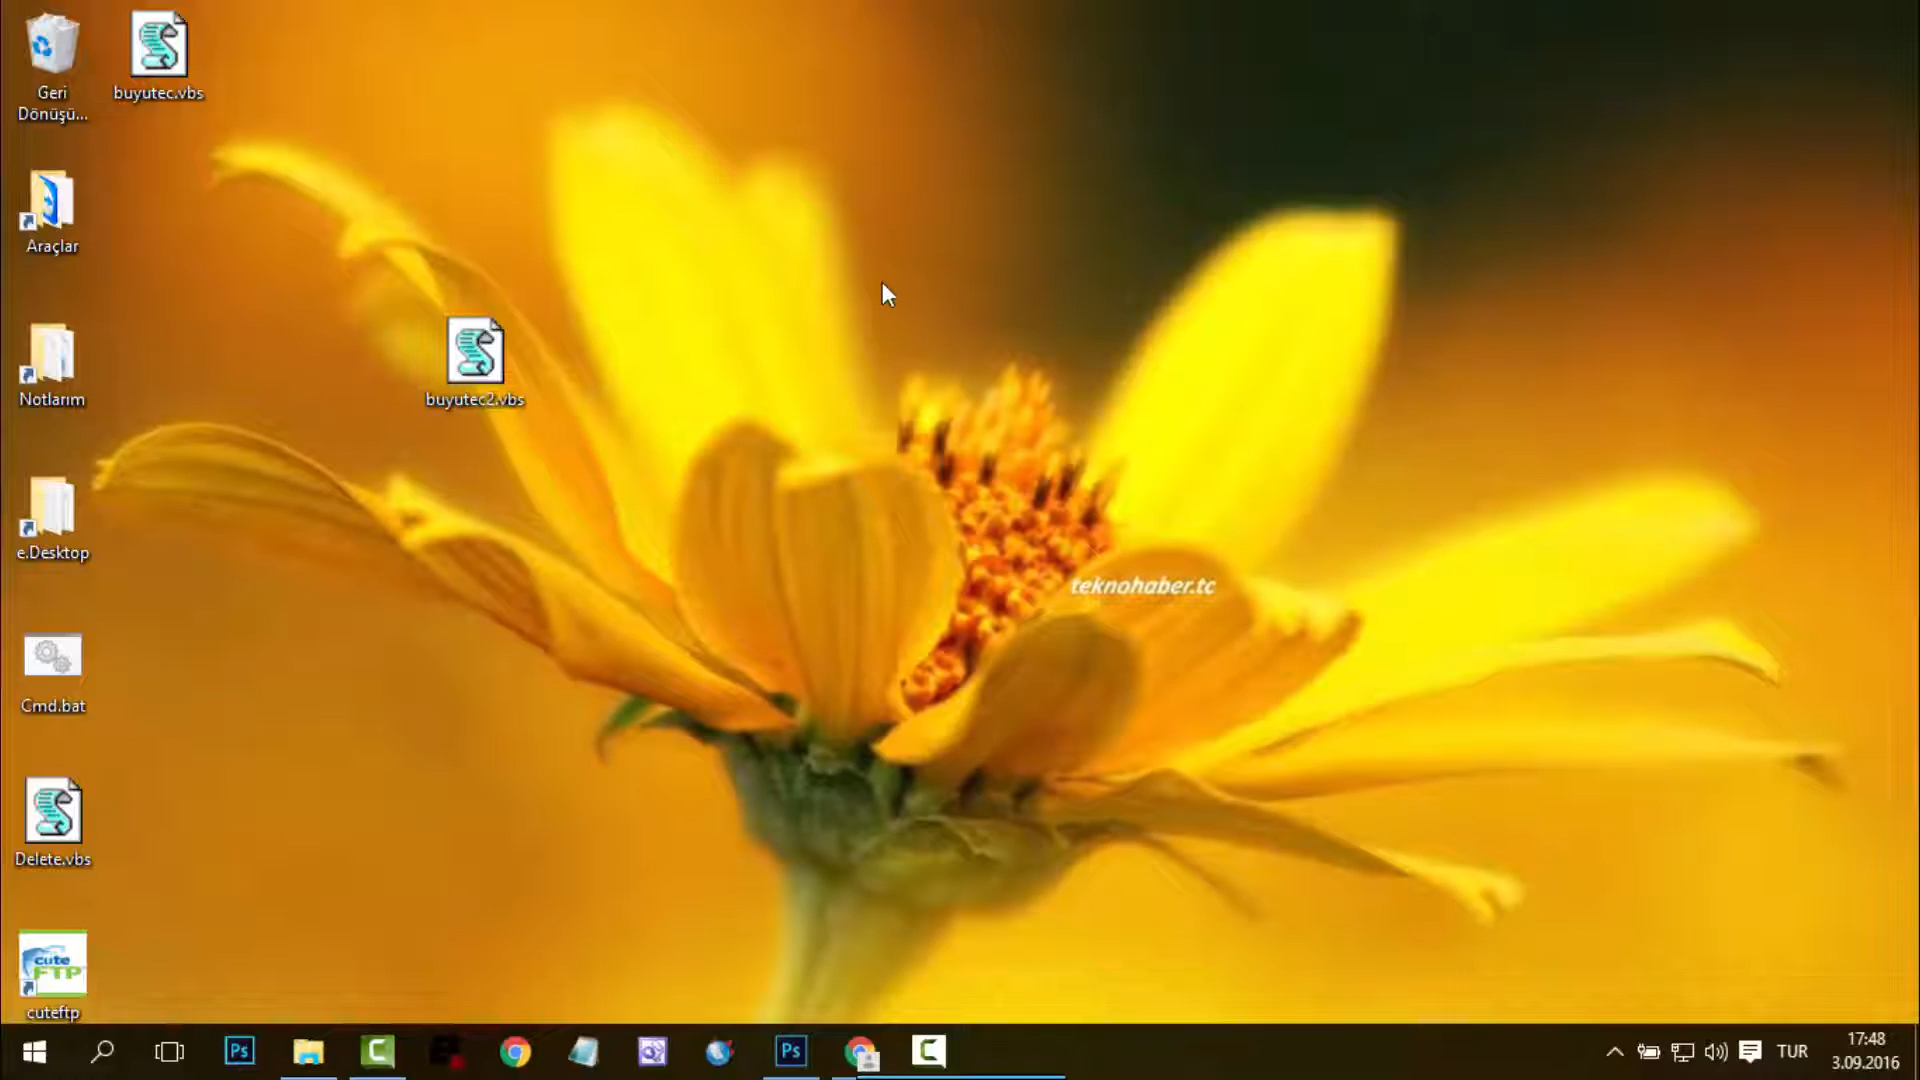 Geri
Dönüşü...
buyutec.vbs
Araçlar
Notlarım
buyutec2.vbs
e.Desktop
teknohaber.tc
Cmd.bat
Delete.vbs
cute
FTP
cuteftp
Ps
Ps
TUR
17:48
3.09.2016